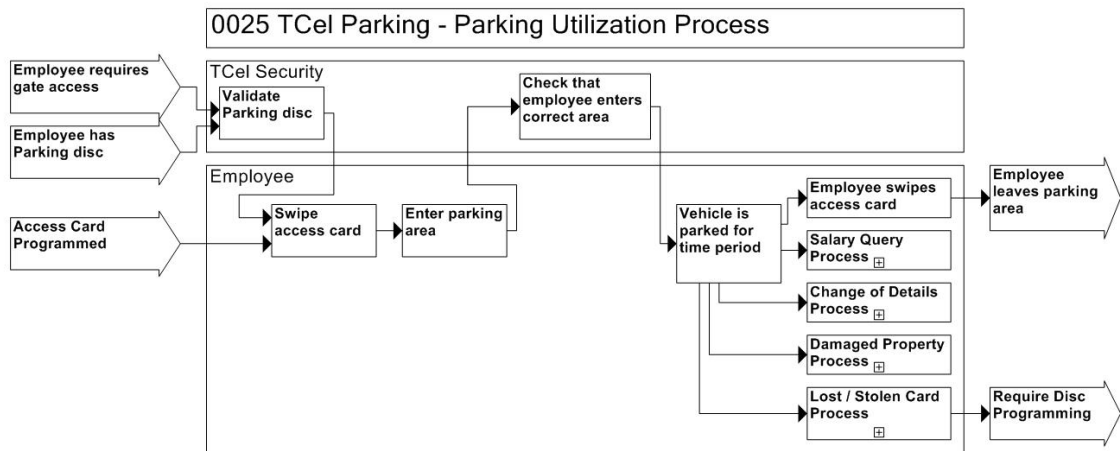 0025 TCel Parking - Parking Utilization Process
Employee requires
gate access
Employee has
Parking disc
Access Card
Programmed
TCel Security
Validate
Parking disc
Check that
employee enters
correct area
Employee
Swipe
access card
Enter parking
area
Vehicle is
parked for
time period
Employee swipes
access card
Salary Query
Process
Change of Details
Process
Damaged Property
Process
Lost / Stolen Card
Process
Employee
leaves parking
area
Require Disc
Programming